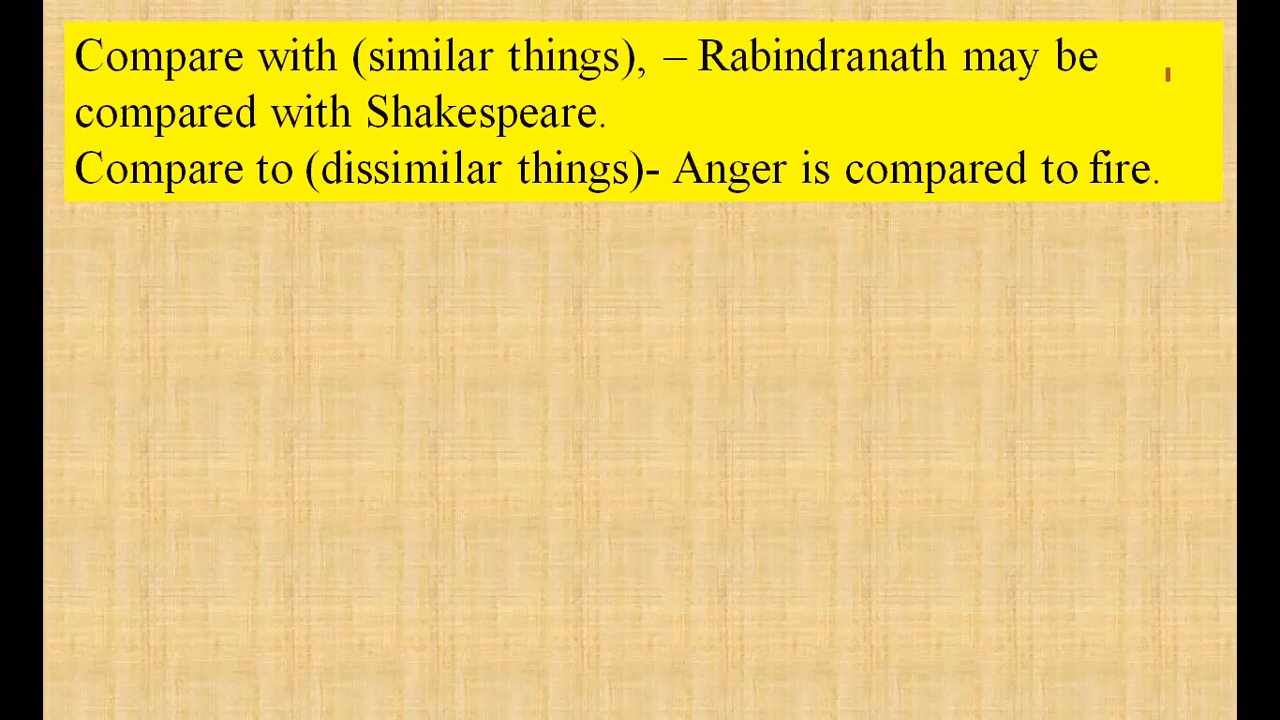 Compare with (similar things), – Rabindranath may be
compared with Shakespeare.
Compare to (dissimilar things)- Anger is compared to fire.